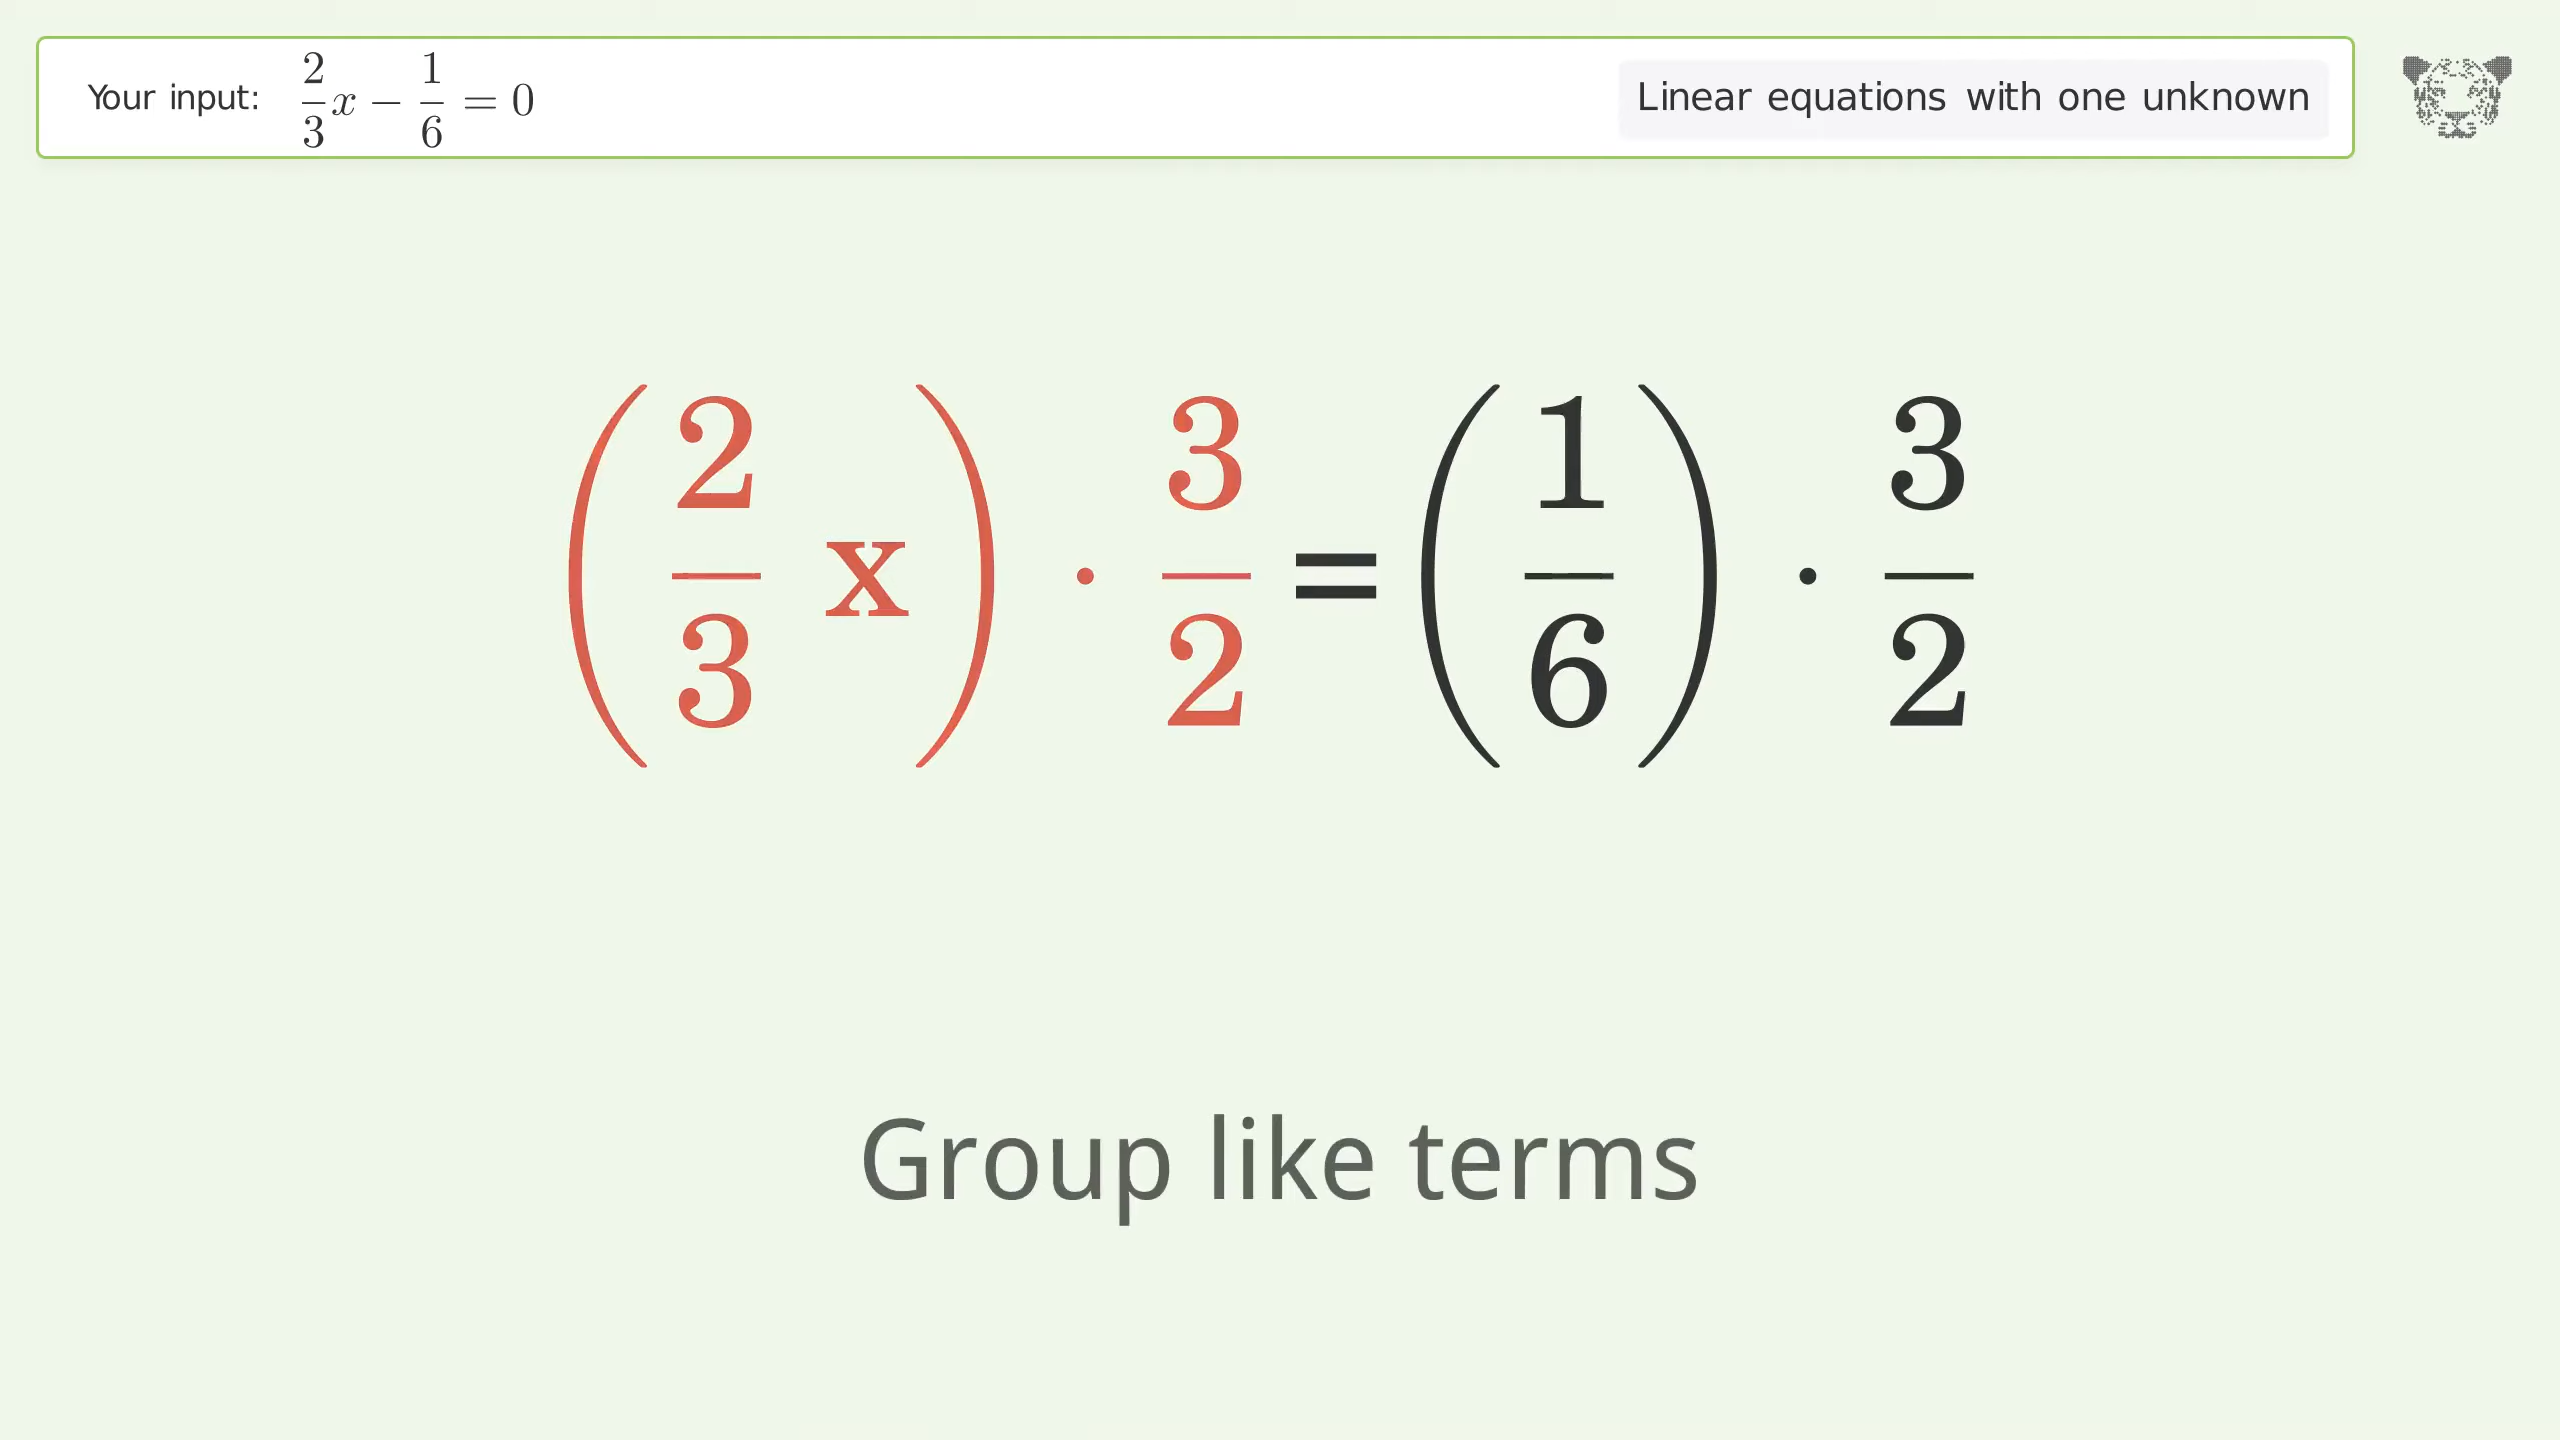 Your input: 2/3 x − 1/6 = 0
Linear equations with one unknown
(2/3 x) · 3/2 = (1/6) · 3/2
Group like terms